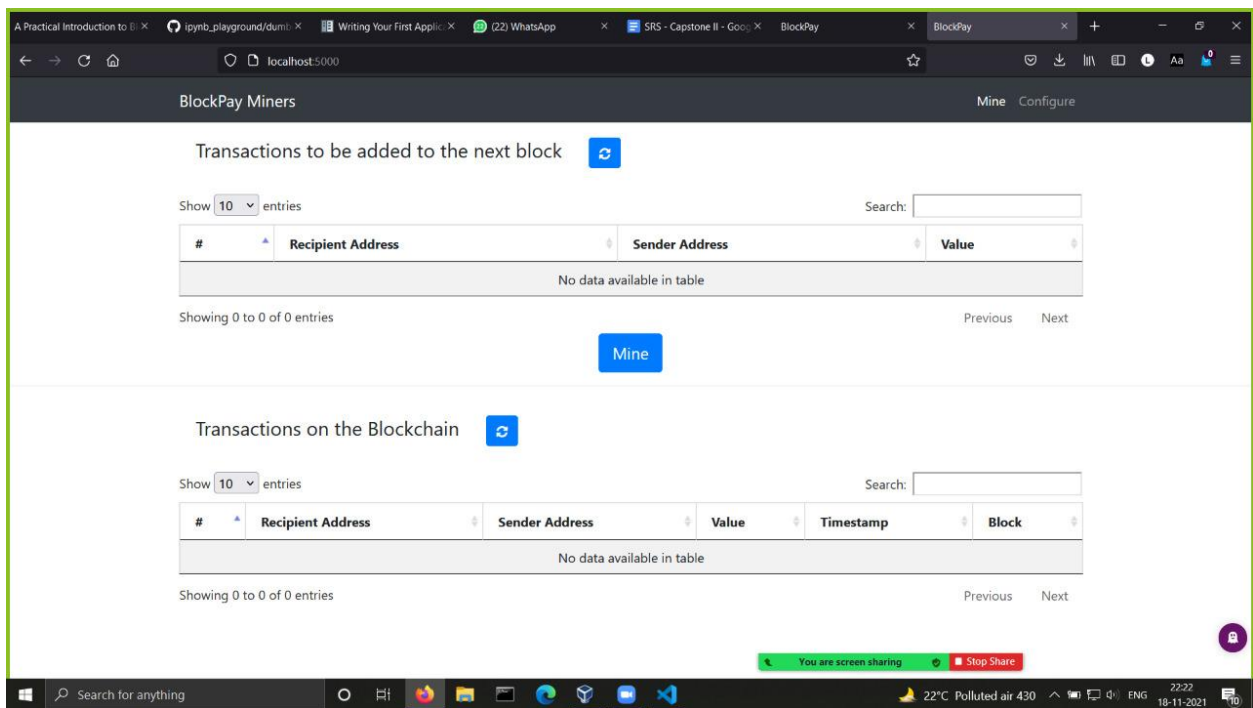 A Practical Introduction to Bl
ipynb_playground/dumb
Writing Your First Applic
(22) WhatsApp
SRS - Capstone II - Goog
BlockPay
BlockPay
localhost:5000
BlockPay Miners
Mine Configure
Transactions to be added to the next block
Show 10 entries
Search:
# Recipient Address Sender Address Value
No data available in table
Showing 0 to 0 of 0 entries
Previous Next
Mine
Transactions on the Blockchain
Show 10 entries
Search:
# Recipient Address Sender Address Value Timestamp Block
No data available in table
Showing 0 to 0 of 0 entries
Previous Next
You are screen sharing Stop Share
Search for anything
22°C Polluted air 430
ENG
22:22
18-11-2021